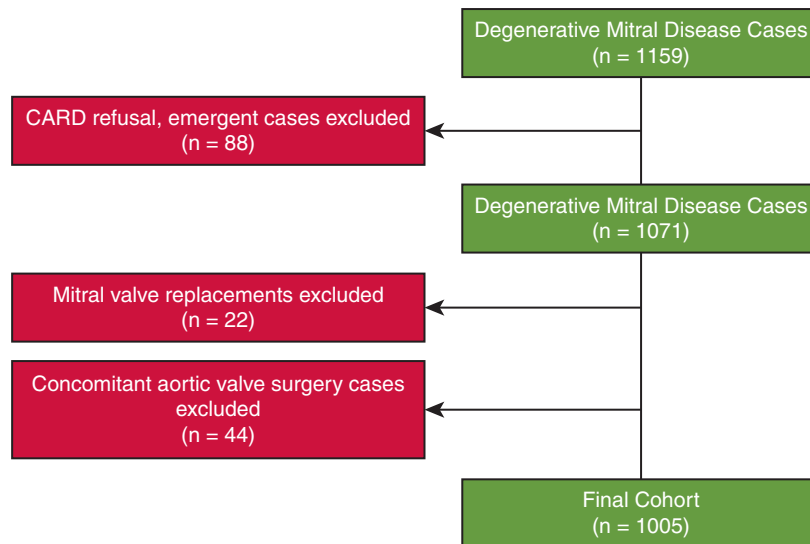 Degenerative Mitral Disease Cases
(n = 1159)
CARD refusal, emergent cases excluded
(n = 88)
Degenerative Mitral Disease Cases
(n = 1071)
Mitral valve replacements excluded
(n = 22)
Concomitant aortic valve surgery cases
excluded
(n = 44)
Final Cohort
(n = 1005)